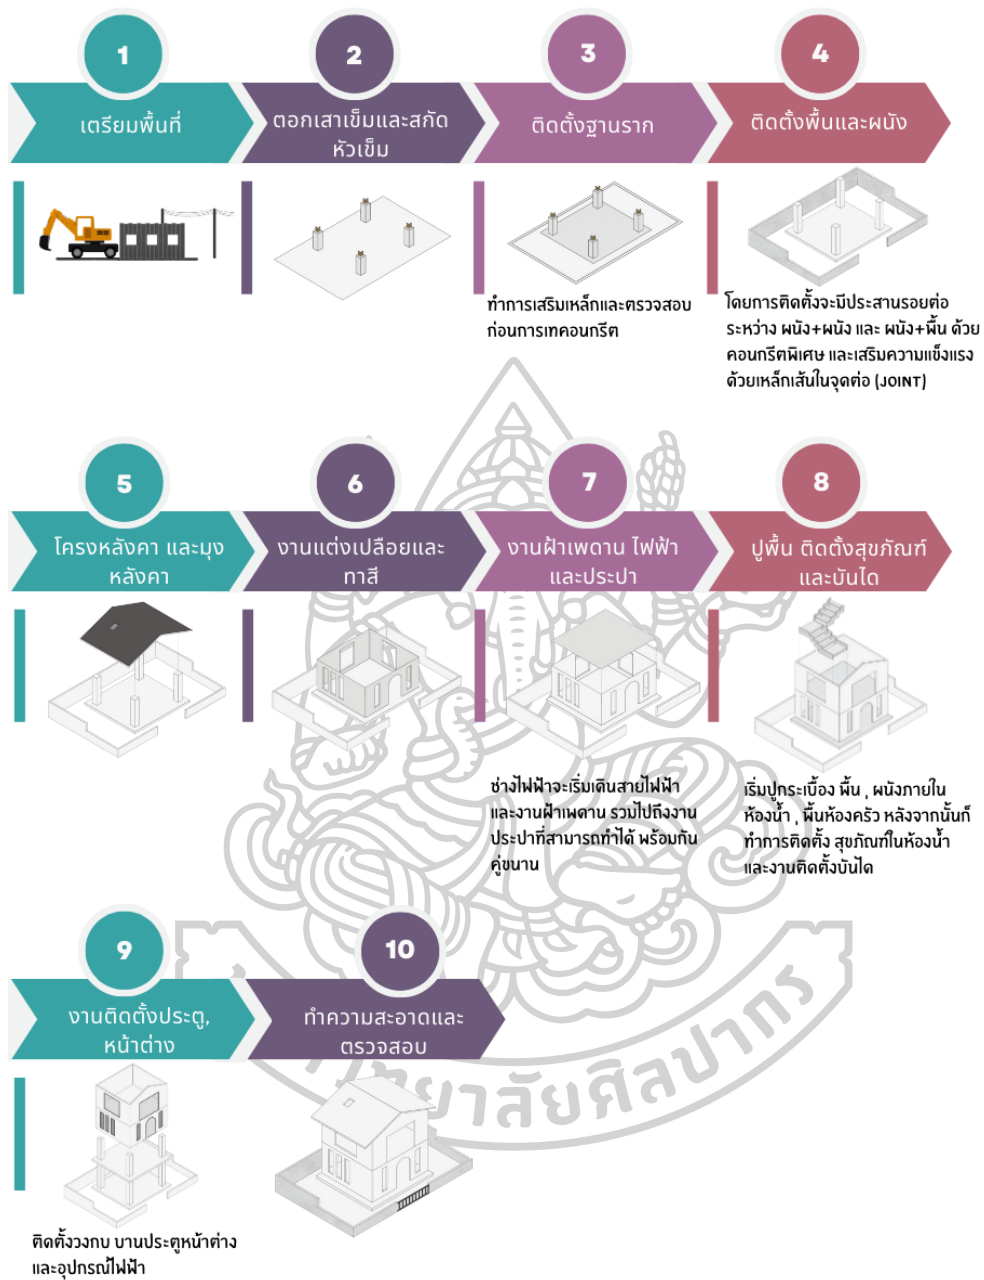 1
เตรียมพื้นที่
2
ตอกเสาเข็มและสกัด
หัวเข็ม
3
ติดตั้งฐานราก
4
ติดตั้งพื้นและผนัง
ทำการเสริมเหล็กและตรวจสอบ
ก่อนการเทคอนกรีต
โดยการติดตั้งจะมีประสานรอยต่อ
ระหว่าง ผนัง+ผนัง และ ผนัง+พื้น ด้วย
คอนกรีตพิเศษ และเสริมความแข็งแรง
ด้วยเหล็กเส้นในจุดต่อ (JOINT)
5
โครงหลังคา และมุง
หลังคา
6
งานแต่งเปลือยและ
ทาสี
7
งานฝ้าเพดาน ไฟฟ้า
และประปา
8
ปูพื้น ติดตั้งสุขภัณฑ์
และบันได
ช่างไฟฟ้าจะเริ่มเดินสายไฟฟ้า
และงานฝ้าเพดาน รวมไปถึงงาน
ประปาที่สามารถทำได้ พร้อมกัน
คู่ขนาน
เริ่มปูกระเบื้อง พื้น , ผนังภายใน
ห้องน้ำ , พื้นห้องครัว หลังจากนั้นก็
ทำการติดตั้ง สุขภัณฑ์ในห้องน้ำ
และงานติดตั้งบันได
9
งานติดตั้งประตู,
หน้าต่าง
10
ทำความสะอาดและ
ตรวจสอบ
ติดตั้งวงกบ บานประตูหน้าต่าง
และอุปกรณ์ไฟฟ้า
ทยาลัยศิลปากร